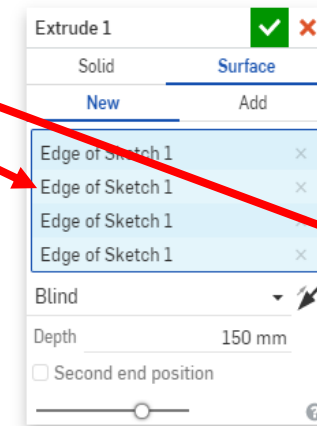 Extrude 1
Solid Surface
New Add
Edge of Sketch 1
Edge of Sketch 1
Edge of Sketch 1
Edge of Sketch 1
Blind
Depth 150 mm
Second end position